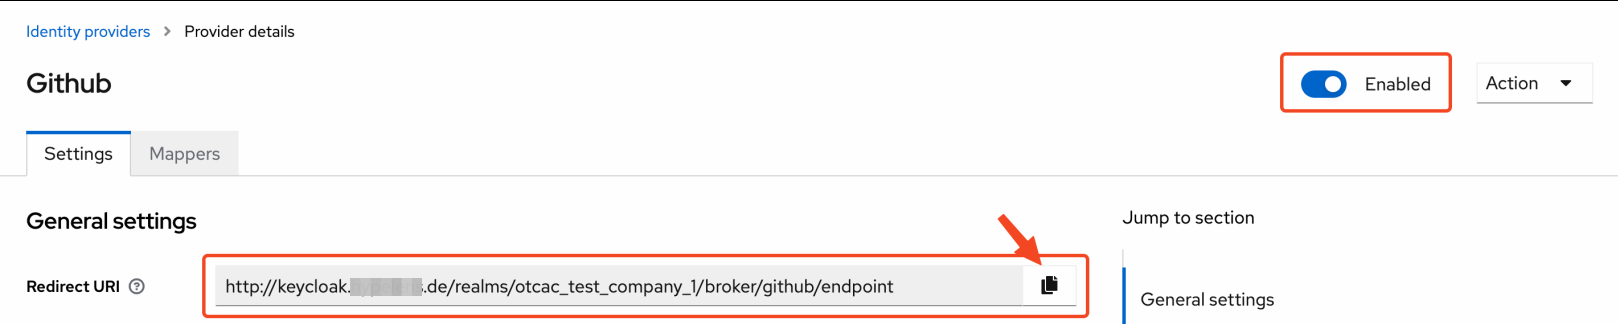 Identity providers > Provider details
Github
Enabled
Action
Settings
Mappers
General settings
Jump to section
Redirect URI
http://keycloak. .de/realms/otcac_test_company_1/broker/github/endpoint
General settings